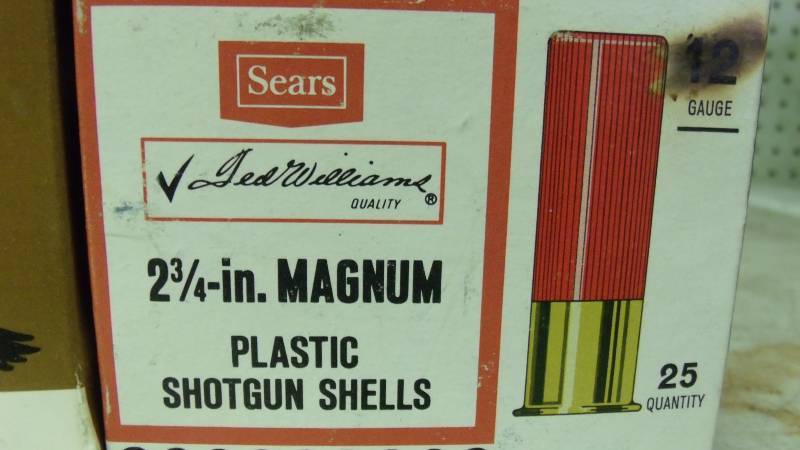 Sears
Ted Williams
QUALITY ®
2¾-in. MAGNUM
PLASTIC
SHOTGUN SHELLS
12
GAUGE
25
QUANTITY